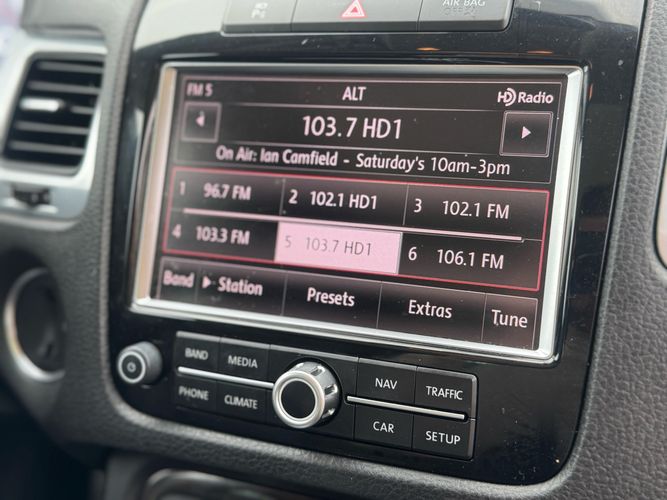 AIR BAG
OFF
FM 5 ALT HD Radio
103.7 HD1
On Air: Ian Camfield - Saturday's 10am-3pm
1 96.7 FM 2 102.1 HD1 3 102.1 FM
4 103.3 FM 5 103.7 HD1 6 106.1 FM
Band Station Presets Extras Tune
BAND MEDIA NAV TRAFFIC
PHONE CLIMATE CAR SETUP